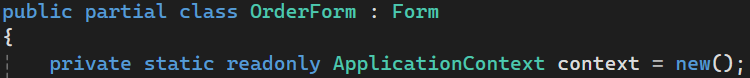 public partial class OrderForm : Form
{
private static readonly ApplicationContext context = new();